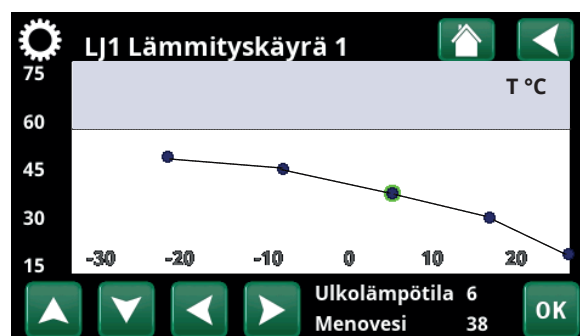 LJ1 Lämmityskäyrä 1
75
T °C
60
45
30
15
-30 -20 -10 0 10 20
Ulkolämpötila 6
Menovesi 38
OK